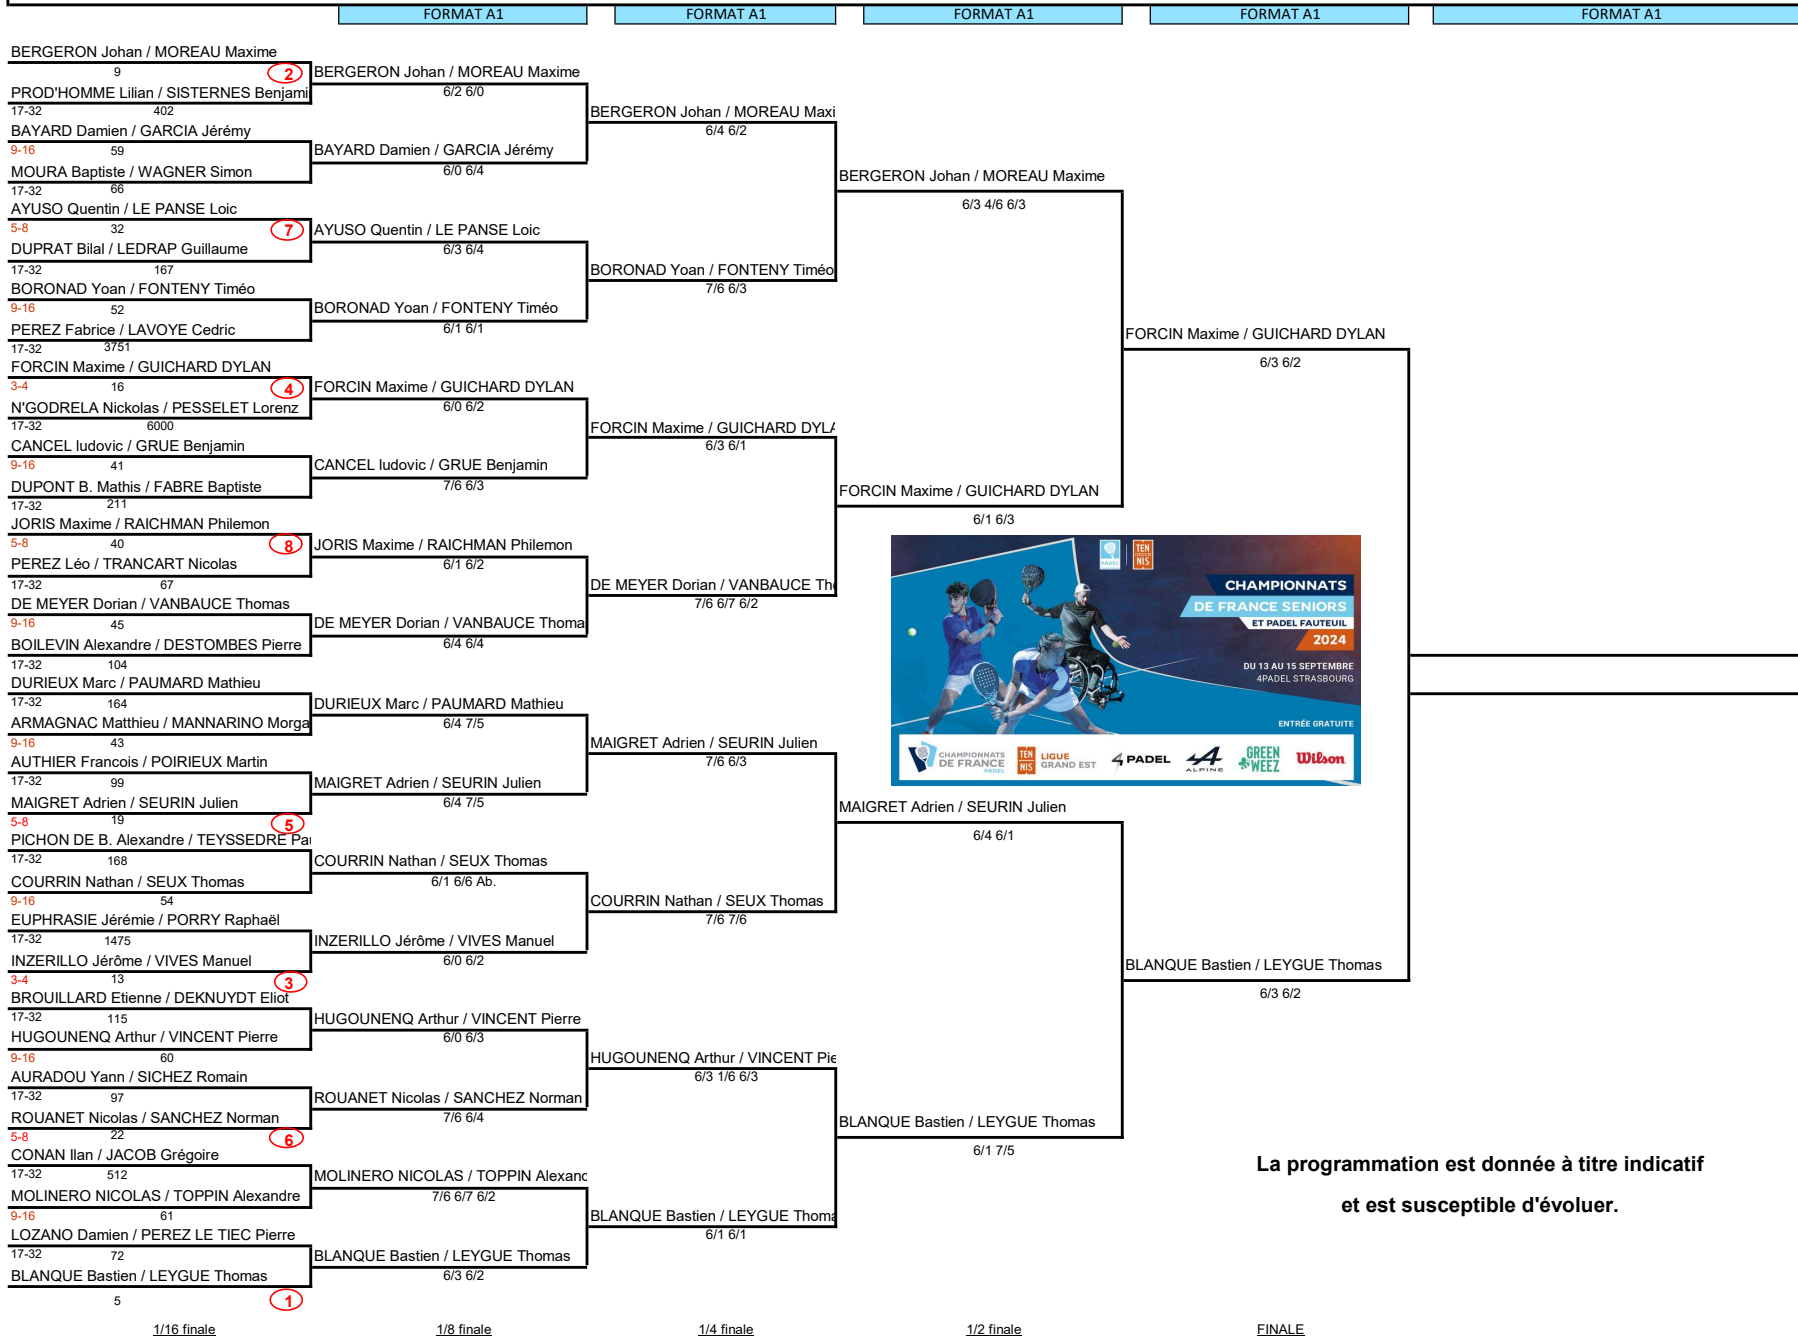 FORMAT A1
FORMAT A1
FORMAT A1
FORMAT A1
FORMAT A1
BERGERON Johan / MOREAU Maxime
9
2
PROD'HOMME Lilian / SISTERNES Benjami
17-32 402
BAYARD Damien / GARCIA Jérémy
9-16 59
MOURA Baptiste / WAGNER Simon
17-32 66
AYUSO Quentin / LE PANSE Loic
5-8 32
7
DUPRAT Bilal / LEDRAP Guillaume
17-32 167
BORONAD Yoan / FONTENY Timéo
9-16 52
PEREZ Fabrice / LAVOYE Cedric
17-32 3751
FORCIN Maxime / GUICHARD DYLAN
3-4 16
4
N'GODRELA Nickolas / PESSELET Lorenz
17-32 6000
CANCEL ludovic / GRUE Benjamin
9-16 41
DUPONT B. Mathis / FABRE Baptiste
17-32 211
JORIS Maxime / RAICHMAN Philemon
5-8 40
8
PEREZ Léo / TRANCART Nicolas
17-32 67
DE MEYER Dorian / VANBAUCE Thomas
9-16 45
BOILEVIN Alexandre / DESTOMBES Pierre
17-32 104
DURIEUX Marc / PAUMARD Mathieu
17-32 164
ARMAGNAC Matthieu / MANNARINO Morga
9-16 43
AUTHIER Francois / POIRIEUX Martin
17-32 99
MAIGRET Adrien / SEURIN Julien
5-8 19
5
PICHON DE B. Alexandre / TEYSSEDRE Pau
17-32 168
COURRIN Nathan / SEUX Thomas
9-16 54
EUPHRASIE Jérémie / PORRY Raphaël
17-32 1475
INZERILLO Jérôme / VIVES Manuel
3-4 13
3
BROUILLARD Etienne / DEKNUYDT Eliot
17-32 115
HUGOUNENQ Arthur / VINCENT Pierre
9-16 60
AURADOU Yann / SICHEZ Romain
17-32 97
ROUANET Nicolas / SANCHEZ Norman
5-8 22
6
CONAN Ilan / JACOB Grégoire
17-32 512
MOLINERO NICOLAS / TOPPIN Alexandre
9-16 61
LOZANO Damien / PEREZ LE TIEC Pierre
17-32 72
BLANQUE Bastien / LEYGUE Thomas
5
1
1/16 finale
BERGERON Johan / MOREAU Maxime
6/2 6/0
BAYARD Damien / GARCIA Jérémy
6/0 6/4
AYUSO Quentin / LE PANSE Loic
6/3 6/4
BORONAD Yoan / FONTENY Timéo
6/1 6/1
FORCIN Maxime / GUICHARD DYLAN
6/0 6/2
CANCEL ludovic / GRUE Benjamin
7/6 6/3
JORIS Maxime / RAICHMAN Philemon
6/1 6/2
DE MEYER Dorian / VANBAUCE Thoma
6/4 6/4
DURIEUX Marc / PAUMARD Mathieu
6/4 7/5
MAIGRET Adrien / SEURIN Julien
6/4 7/5
COURRIN Nathan / SEUX Thomas
6/1 6/6 Ab.
INZERILLO Jérôme / VIVES Manuel
6/0 6/2
HUGOUNENQ Arthur / VINCENT Pierre
6/0 6/3
ROUANET Nicolas / SANCHEZ Norman
7/6 6/4
MOLINERO NICOLAS / TOPPIN Alexand
7/6 6/7 6/2
BLANQUE Bastien / LEYGUE Thomas
6/3 6/2
1/8 finale
BERGERON Johan / MOREAU Maxi
6/4 6/2
BORONAD Yoan / FONTENY Timéo
7/6 6/3
FORCIN Maxime / GUICHARD DYLA
6/3 6/1
DE MEYER Dorian / VANBAUCE Tho
7/6 6/7 6/2
MAIGRET Adrien / SEURIN Julien
7/6 6/3
COURRIN Nathan / SEUX Thomas
7/6 7/6
HUGOUNENQ Arthur / VINCENT Pie
6/3 1/6 6/3
BLANQUE Bastien / LEYGUE Thoma
6/1 6/1
1/4 finale
BERGERON Johan / MOREAU Maxime
6/3 4/6 6/3
FORCIN Maxime / GUICHARD DYLAN
6/1 6/3
PADEL
TEN
NIS
CHAMPIONNATS
DE FRANCE SENIORS
ET PADEL FAUTEUIL
2024
DU 13 AU 15 SEPTEMBRE
4PADEL STRASBOURG
ENTRÉE GRATUITE
CHAMPIONNATS
DE FRANCE
PADEL
TEN
NIS
LIGUE
GRAND EST
4PADEL
ALPINE
GREEN
WEEZ
Wilson
MAIGRET Adrien / SEURIN Julien
6/4 6/1
BLANQUE Bastien / LEYGUE Thomas
6/1 7/5
1/2 finale
FORCIN Maxime / GUICHARD DYLAN
6/3 6/2
BLANQUE Bastien / LEYGUE Thomas
6/3 6/2
La programmation est donnée à titre indicatif
et est susceptible d'évoluer.
FINALE